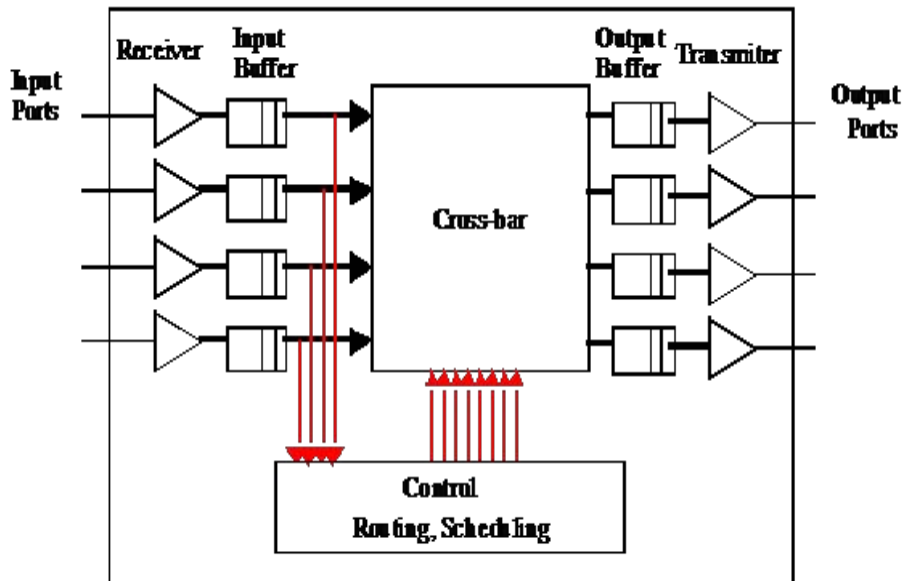 Receiver
Input
Buffer
Output
Buffer
Transmiter
Input
Ports
Output
Ports
Cross-bar
Control
Routing, Scheduling